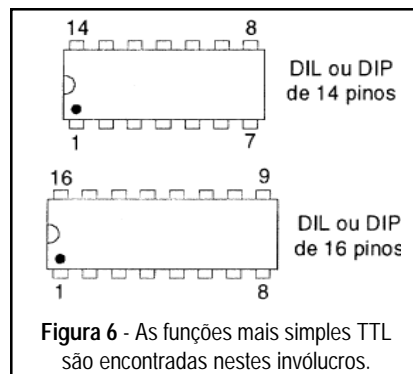 14 8
DIL ou DIP
de 14 pinos
1 7
16 9
DIL ou DIP
de 16 pinos
1 8
Figura 6 - As funções mais simples TTL
são encontradas nestes invólucros.